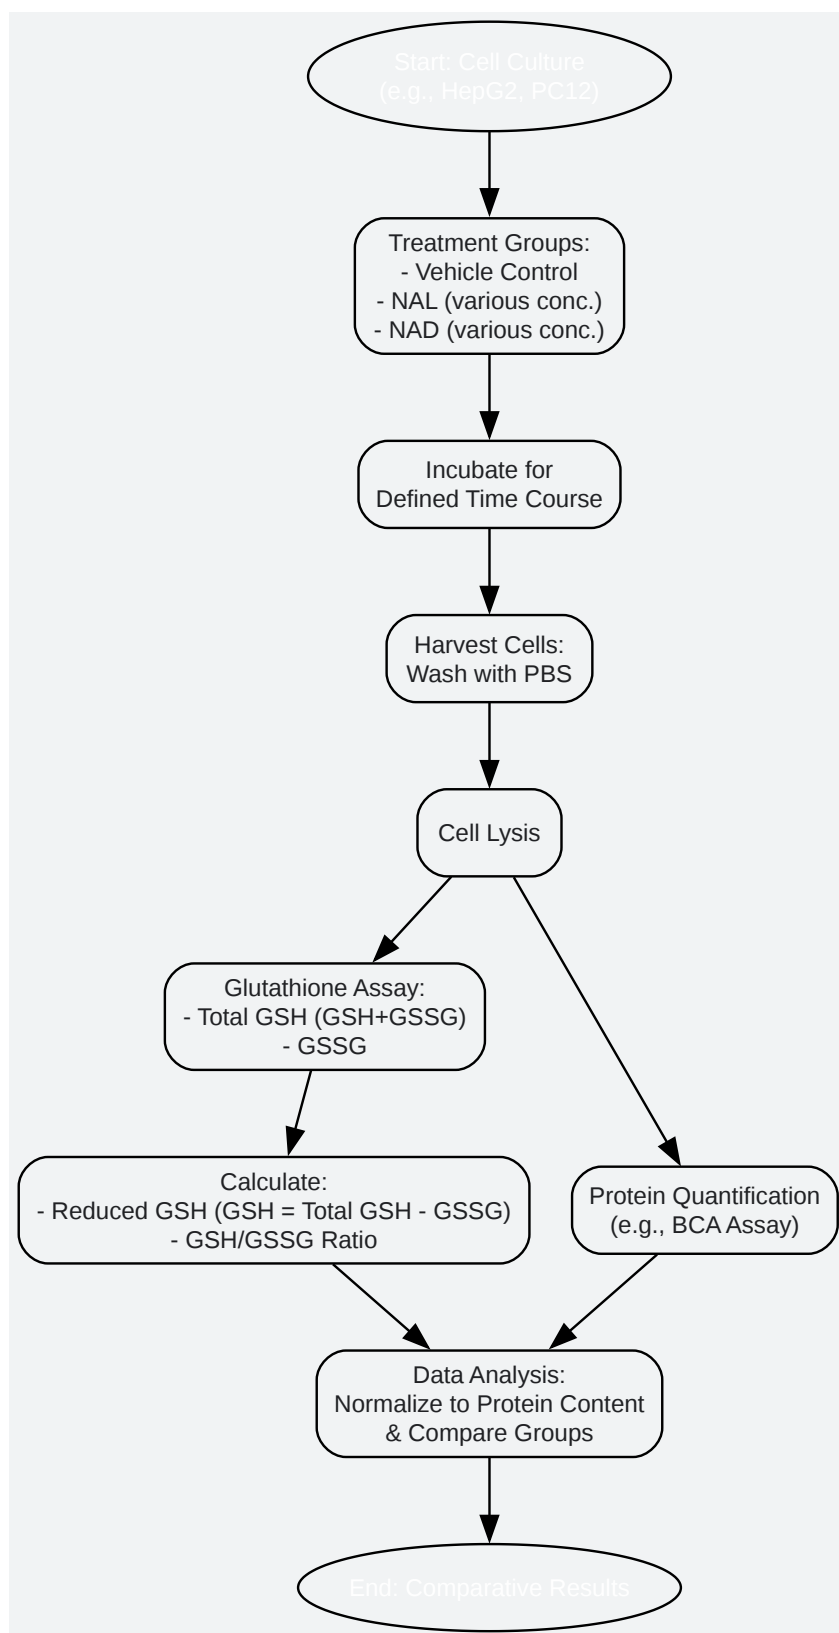 Start: Cell Culture
(e.g., HepG2, PC12)
Treatment Groups:
- Vehicle Control
- NAL (various conc.)
- NAD (various conc.)
Incubate for
Defined Time Course
Harvest Cells:
Wash with PBS
Cell Lysis
Glutathione Assay:
- Total GSH (GSH+GSSG)
- GSSG
Calculate:
- Reduced GSH (GSH = Total GSH - GSSG)
- GSH/GSSG Ratio
Protein Quantification
(e.g., BCA Assay)
Data Analysis:
Normalize to Protein Content
& Compare Groups
End: Comparative Results